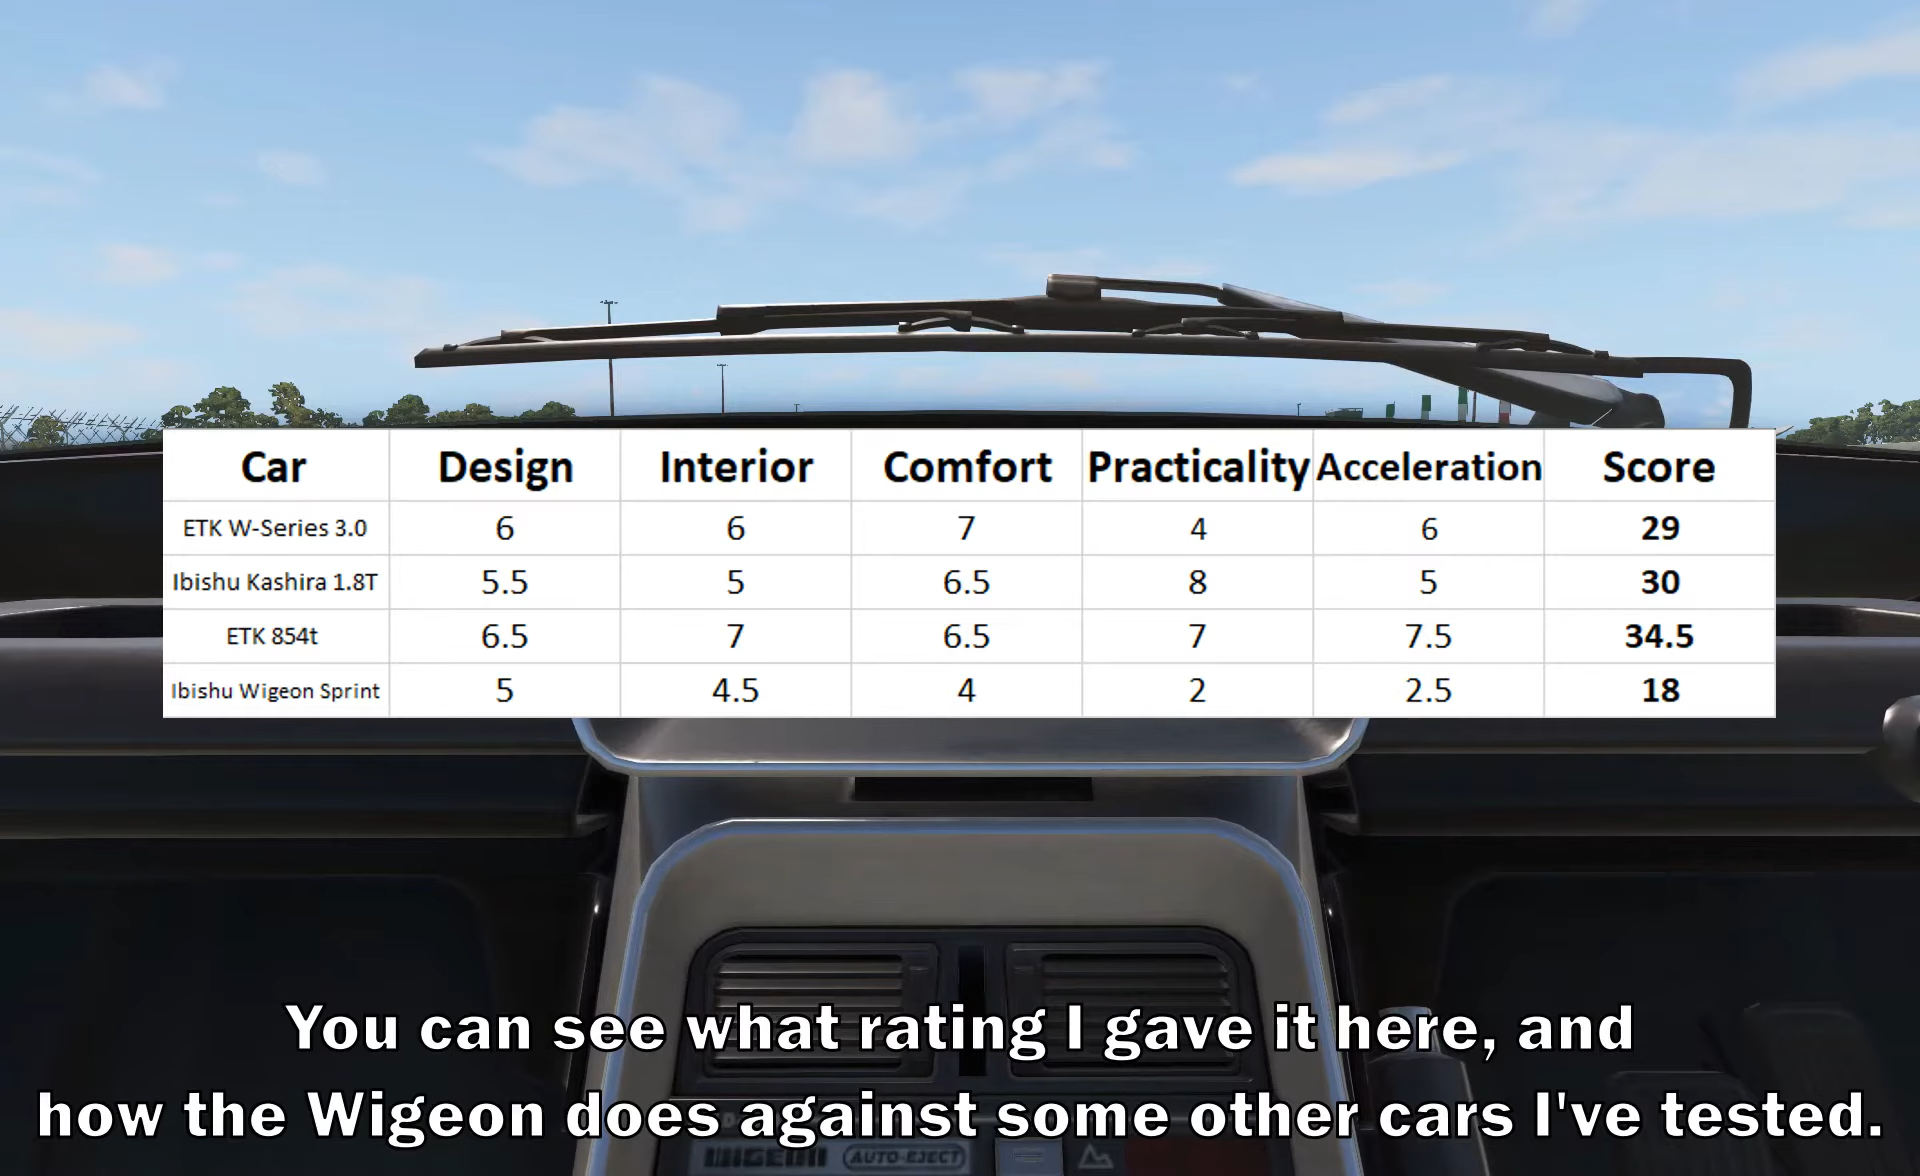 Car Design Interior Comfort Practicality Acceleration Score
ETK W-Series 3.0 6 6 7 4 6 29
Ibishu Kashira 1.8T 5.5 5 6.5 8 5 30
ETK 854t 6.5 7 6.5 7 7.5 34.5
Ibishu Wigeon Sprint 5 4.5 4 2 2.5 18
You can see what rating I gave it here, and
how the Wigeon does against some other cars I've tested.
AUTO-EJECT